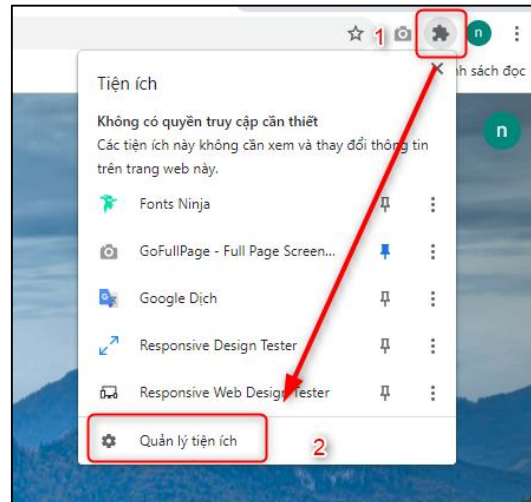 1
n
nh sách đọc
Tiện ích
n
Không có quyền truy cập cần thiết
Các tiện ích này không cần xem và thay đổi thông tin
trên trang web này.
Fonts Ninja
GoFullPage - Full Page Screen...
Google Dịch
Responsive Design Tester
Responsive Web Design Tester
Quản lý tiện ích
2